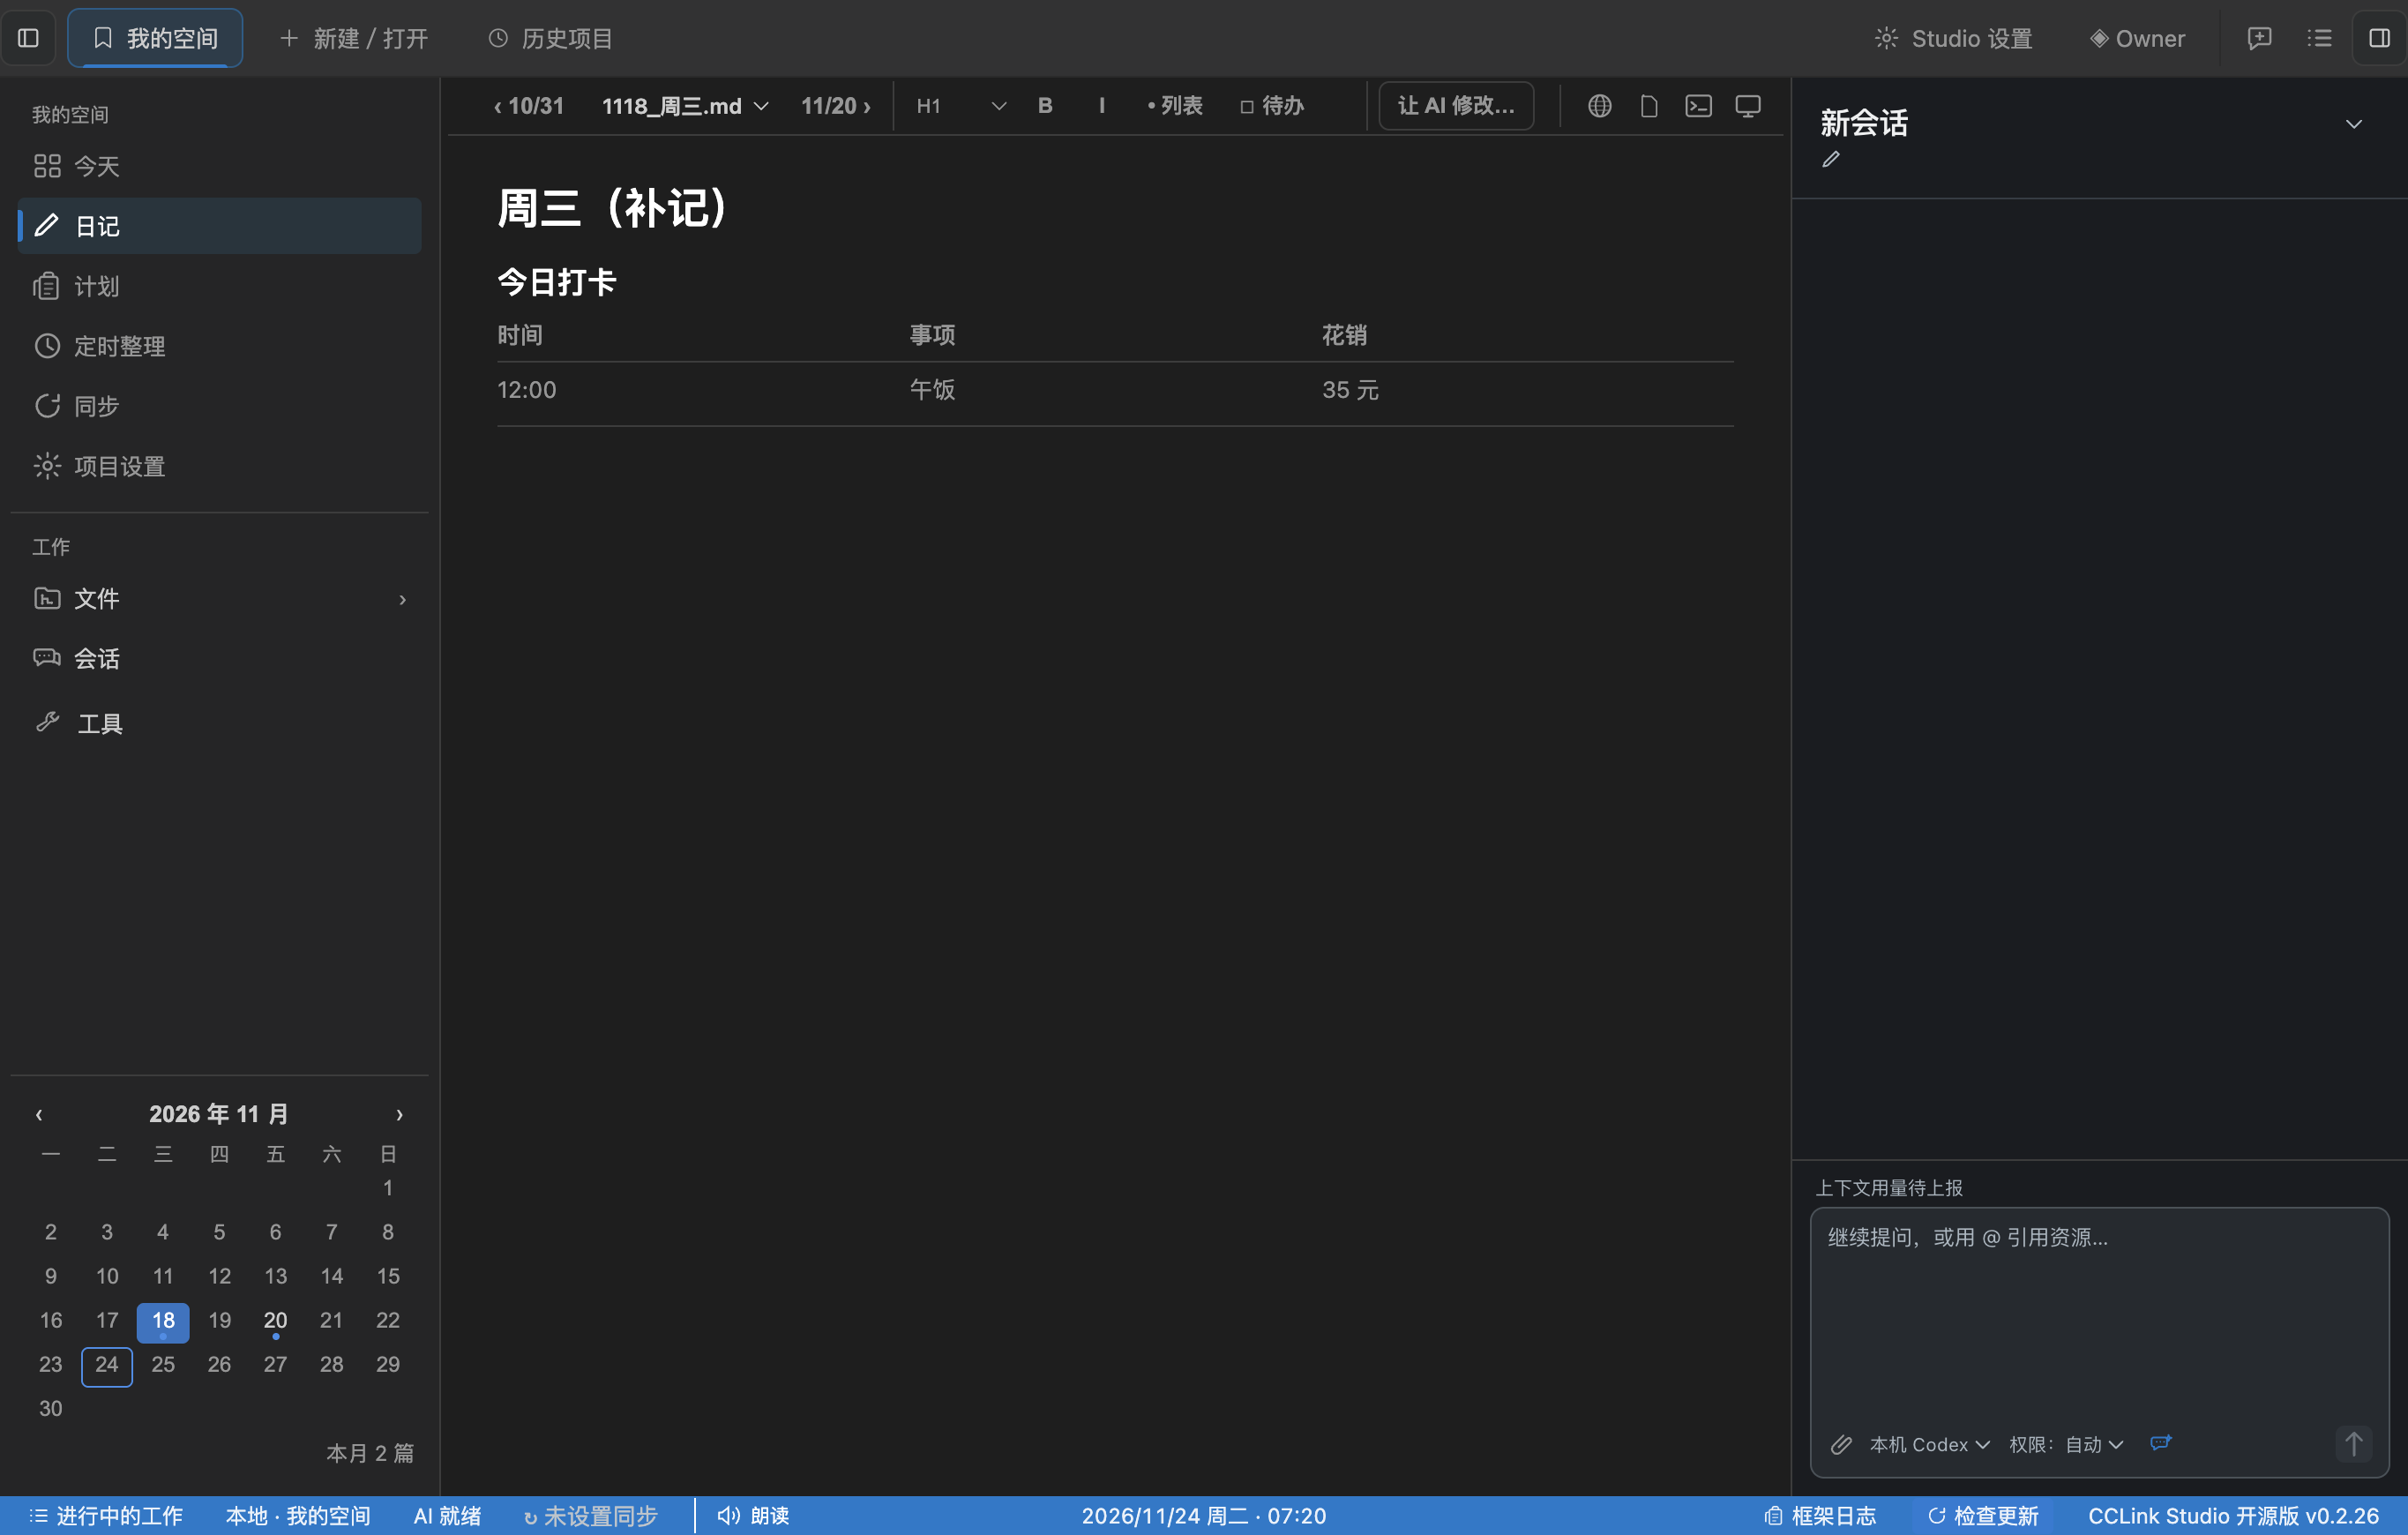 我的空间
新建 / 打开
历史项目
Studio 设置
Owner
我的空间
今天
日记
计划
定时整理
同步
项目设置
工作
文件
会话
工具
‹ 2026 年 11 月 ›
一 二 三 四 五 六 日
1
2 3 4 5 6 7 8
9 10 11 12 13 14 15
16 17 18 19 20 21 22
23 24 25 26 27 28 29
30
本月 2 篇
‹ 10/31 1118_周三.md 11/20 › H1 B I • 列表 □ 待办 让 AI 修改...
周三（补记）
今日打卡
时间 事项 花销
12:00 午饭 35 元
新会话
上下文用量待上报
继续提问，或用 @ 引用资源...
本机 Codex 权限：自动
进行中的工作 本地 · 我的空间 AI 就绪 ↻ 未设置同步 朗读 2026/11/24 周二 · 07:20 框架日志 检查更新 CCLink Studio 开源版 v0.2.26